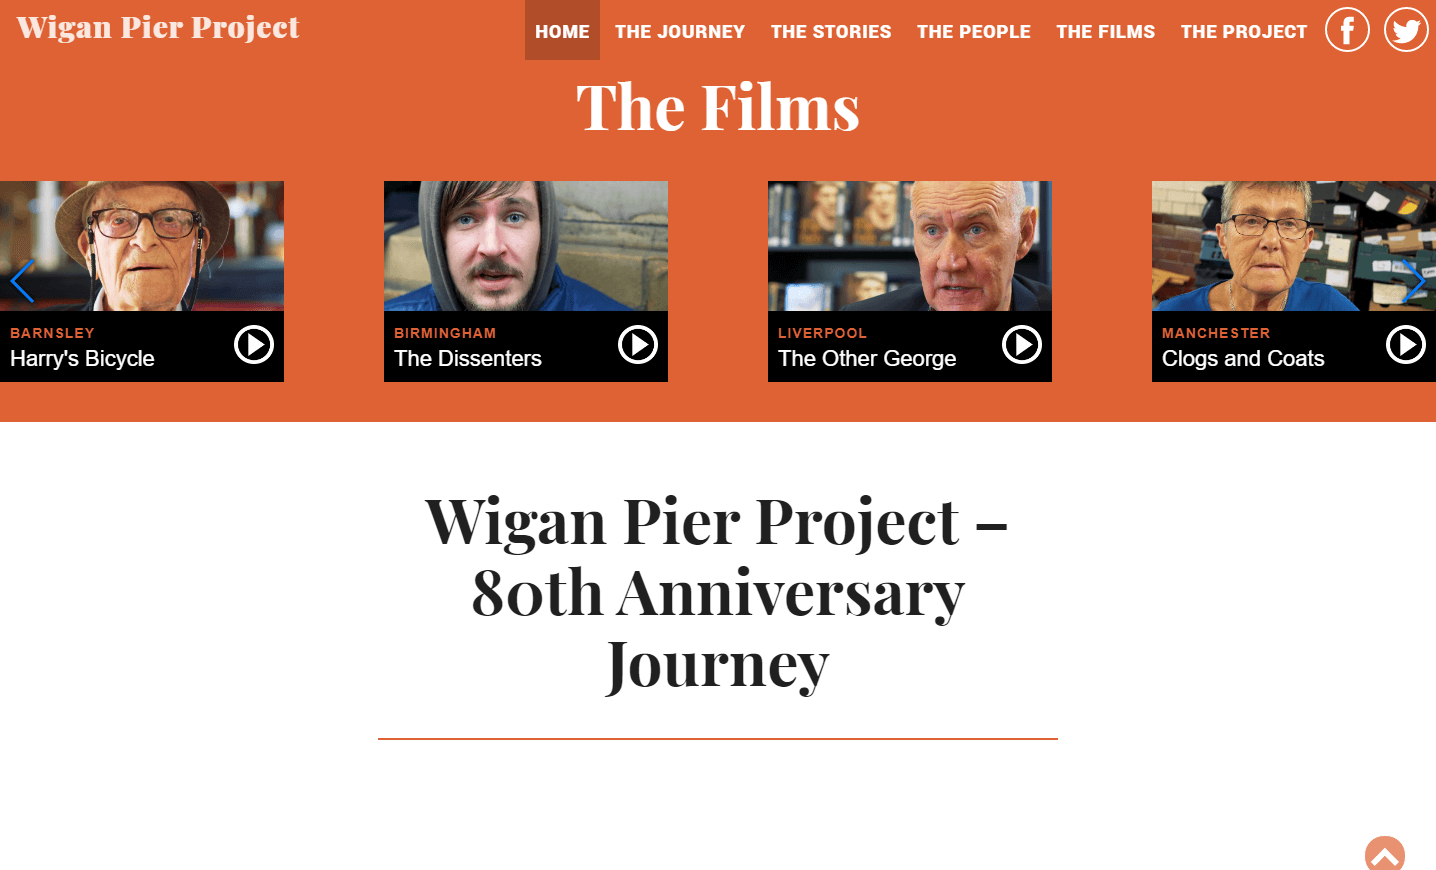 Wigan Pier Project
HOME THE JOURNEY THE STORIES THE PEOPLE THE FILMS THE PROJECT
The Films
BARNSLEY
Harry's Bicycle
BIRMINGHAM
The Dissenters
LIVERPOOL
The Other George
MANCHESTER
Clogs and Coats
Wigan Pier Project –
80th Anniversary
Journey